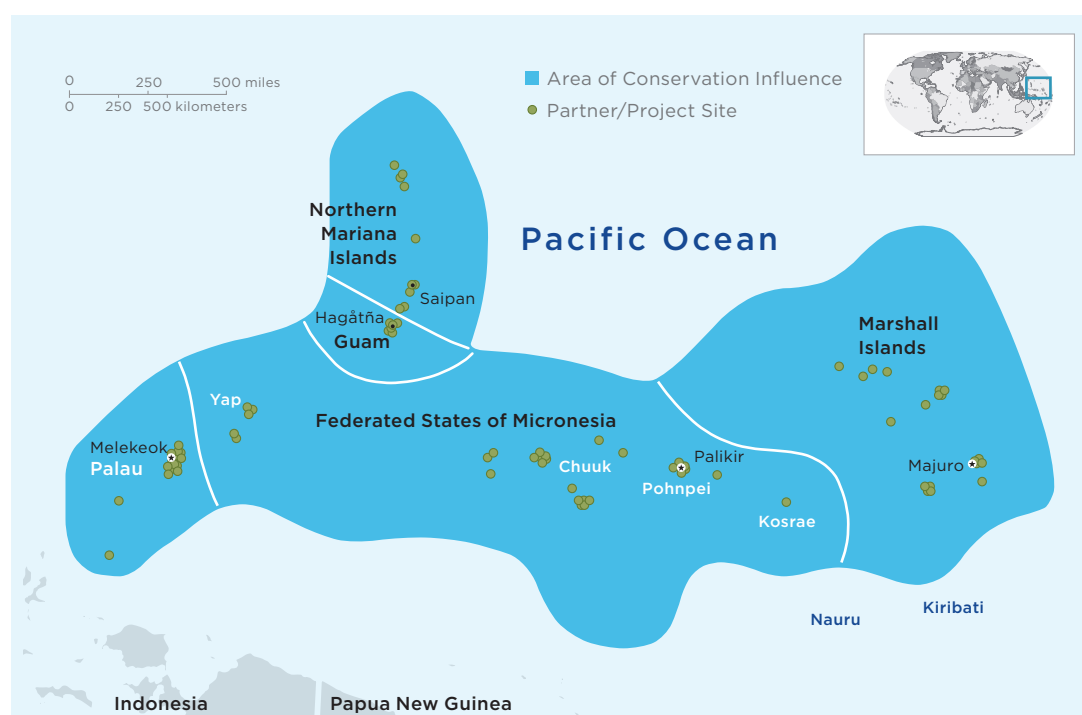 0 250 500 miles
0 250 500 kilometers
Area of Conservation Influence
Partner/Project Site
Northern
Mariana
Islands
Pacific Ocean
Saipan
Hagåtña
Guam
Marshall
Islands
Yap
Federated States of Micronesia
Melekeok
Palau
Chuuk
Palikir
Pohnpei
Majuro
Kosrae
Nauru
Kiribati
Indonesia
Papua New Guinea